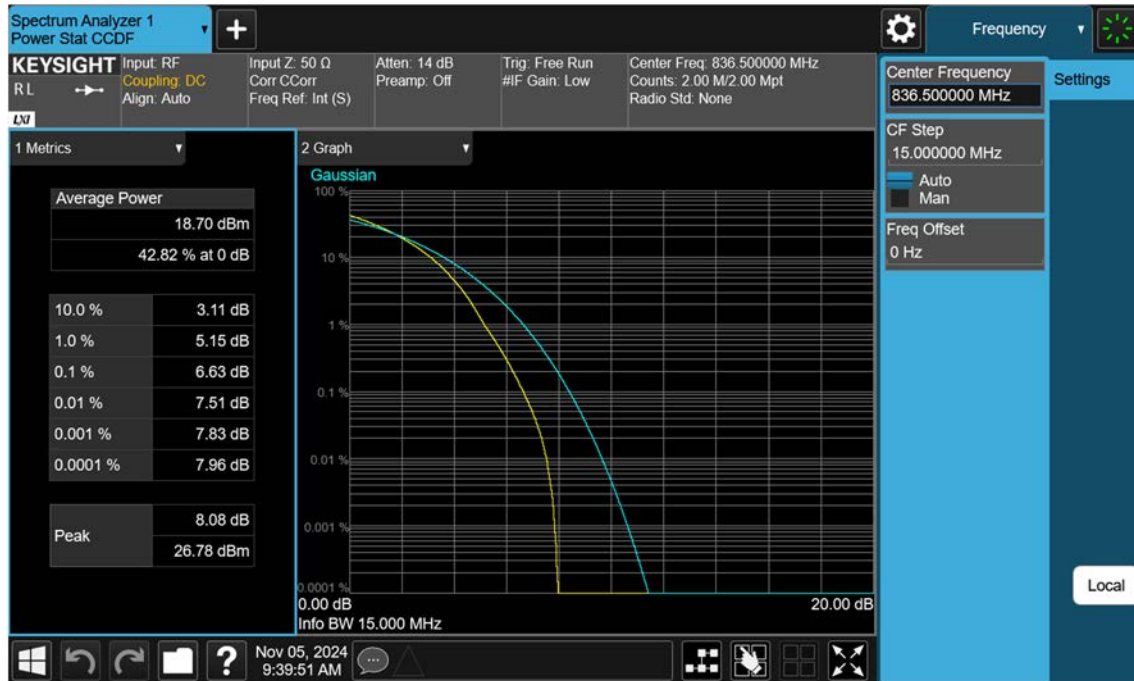 Spectrum Analyzer 1
Power Stat CCDF
+
Frequency
KEYSIGHT
R L
LXI
Input: RF
Coupling: DC
Align: Auto
Input Z: 50 Ω
Corr CCorr
Freq Ref: Int (S)
Atten: 14 dB
Preamp: Off
Trig: Free Run
#IF Gain: Low
Center Freq: 836.500000 MHz
Counts: 2.00 M/2.00 Mpt
Radio Std: None
Center Frequency
836.500000 MHz
Settings
CF Step
15.000000 MHz
Auto
Man
Freq Offset
0 Hz
Local
1 Metrics
Average Power
18.70 dBm
42.82 % at 0 dB
10.0 % 3.11 dB
1.0 % 5.15 dB
0.1 % 6.63 dB
0.01 % 7.51 dB
0.001 % 7.83 dB
0.0001 % 7.96 dB
Peak
8.08 dB
26.78 dBm
2 Graph
Gaussian
100 %
10 %
1 %
0.1 %
0.01 %
0.001 %
0.0001 %
0.00 dB 20.00 dB
Info BW 15.000 MHz
?
Nov 05, 2024
9:39:51 AM